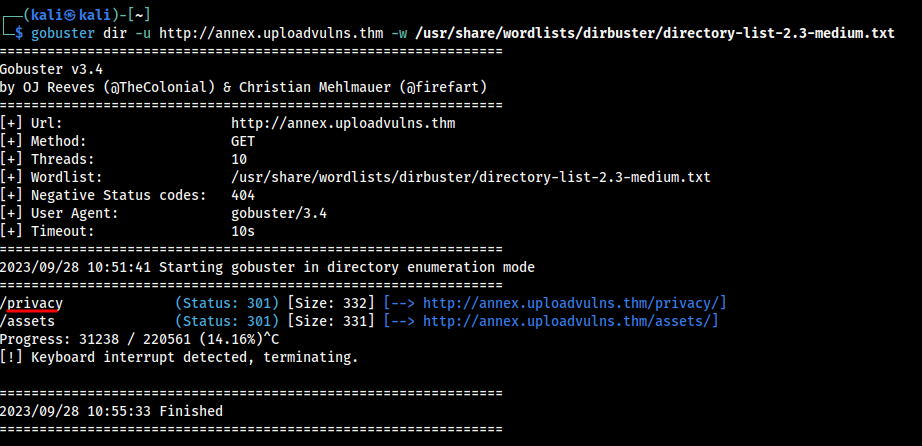 ┌──(kali㉿kali)-[~]
└─$ gobuster dir -u http://annex.uploadvulns.thm -w /usr/share/wordlists/dirbuster/directory-list-2.3-medium.txt
===============================================================
Gobuster v3.4
by OJ Reeves (@TheColonial) & Christian Mehlmauer (@firefart)
===============================================================
[+] Url:                     http://annex.uploadvulns.thm
[+] Method:                  GET
[+] Threads:                 10
[+] Wordlist:                /usr/share/wordlists/dirbuster/directory-list-2.3-medium.txt
[+] Negative Status codes:   404
[+] User Agent:              gobuster/3.4
[+] Timeout:                 10s
===============================================================
2023/09/28 10:51:41 Starting gobuster in directory enumeration mode
===============================================================
/privacy              (Status: 301) [Size: 332] [--> http://annex.uploadvulns.thm/privacy/]
/assets               (Status: 301) [Size: 331] [--> http://annex.uploadvulns.thm/assets/]
Progress: 31238 / 220561 (14.16%)^C
[!] Keyboard interrupt detected, terminating.
===============================================================
2023/09/28 10:55:33 Finished
===============================================================